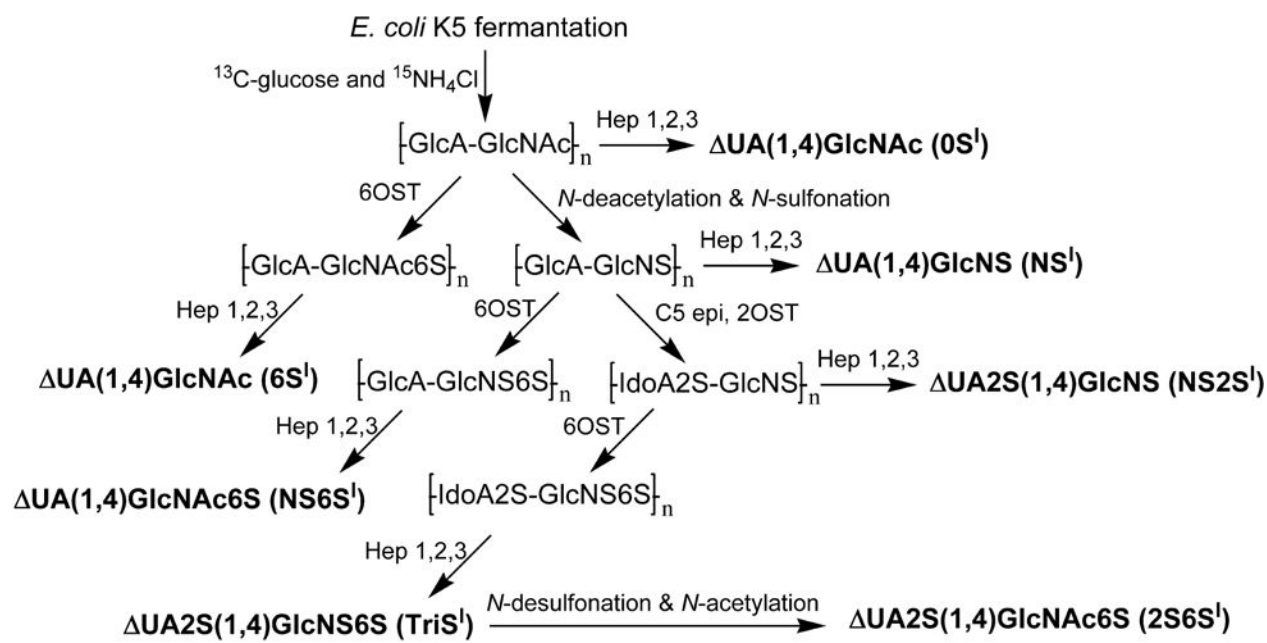 E. coli K5 fermantation
¹³C-glucose and ¹⁵NH₄Cl
[GlcA-GlcNAc]ₙ
Hep 1,2,3
ΔUA(1,4)GlcNAc (0Sᴵ)
6OST
N-deacetylation & N-sulfonation
[GlcA-GlcNAc6S]ₙ
[GlcA-GlcNS]ₙ
Hep 1,2,3
ΔUA(1,4)GlcNS (NSᴵ)
Hep 1,2,3
6OST
C5 epi, 2OST
ΔUA(1,4)GlcNAc (6Sᴵ)
[GlcA-GlcNS6S]ₙ
[IdoA2S-GlcNS]ₙ
Hep 1,2,3
ΔUA2S(1,4)GlcNS (NS2Sᴵ)
Hep 1,2,3
6OST
ΔUA(1,4)GlcNAc6S (NS6Sᴵ)
[IdoA2S-GlcNS6S]ₙ
Hep 1,2,3
ΔUA2S(1,4)GlcNS6S (TriSᴵ)
N-desulfonation & N-acetylation
ΔUA2S(1,4)GlcNAc6S (2S6Sᴵ)